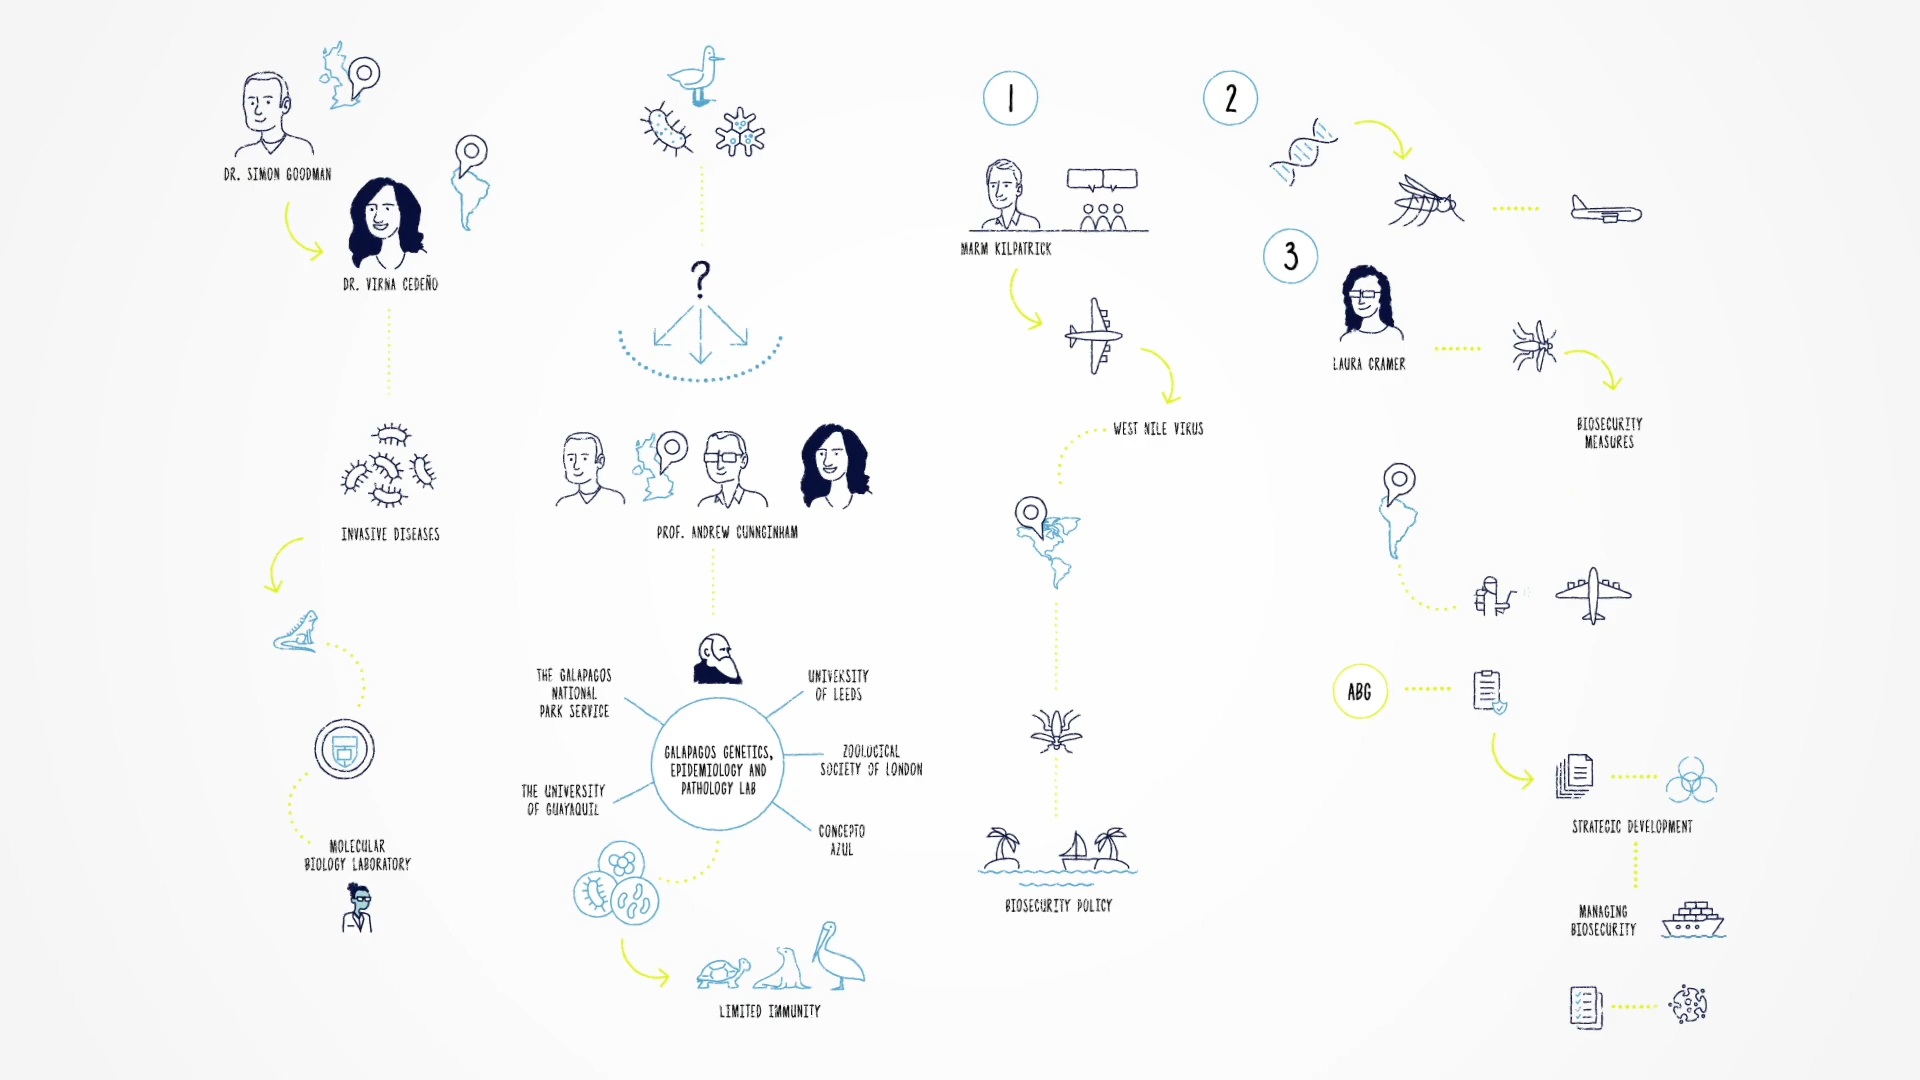 DR. SIMON GOODMAN
DR. VIRNA CEDEÑO
INVASIVE DISEASES
MOLECULAR
BIOLOGY LABORATORY
?
PROF. ANDREW CUNNGINHAM
THE GALAPAGOS
NATIONAL
PARK SERVICE
UNIVERSITY
OF LEEDS
GALAPAGOS GENETICS,
EPIDEMIOLOGY AND
PATHOLOGY LAB
ZOOLOGICAL
SOCIETY OF LONDON
THE UNIVERSITY
OF GUAYAQUIL
CONCEPTO
AZUL
LIMITED IMMUNITY
1
MARM KILPATRICK
WEST NILE VIRUS
BIOSECURITY POLICY
2
3
LAURA CRAMER
BIOSECURITY
MEASURES
ABG
STRATEGIC DEVELOPMENT
MANAGING
BIOSECURITY